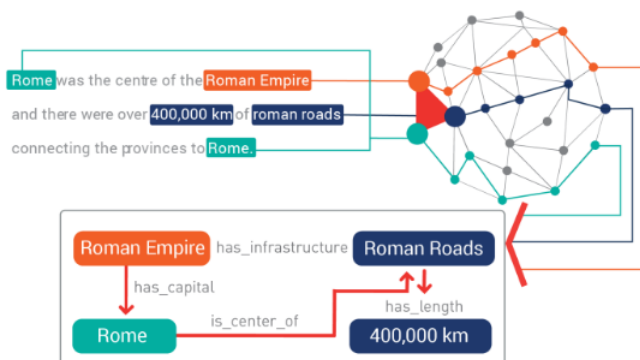 Rome was the centre of the Roman Empire
and there were over 400,000 km of roman roads
connecting the provinces to Rome.
Roman Empire has_infrastructure Roman Roads
has_capital
is_center_of
has_length
Rome
400,000 km